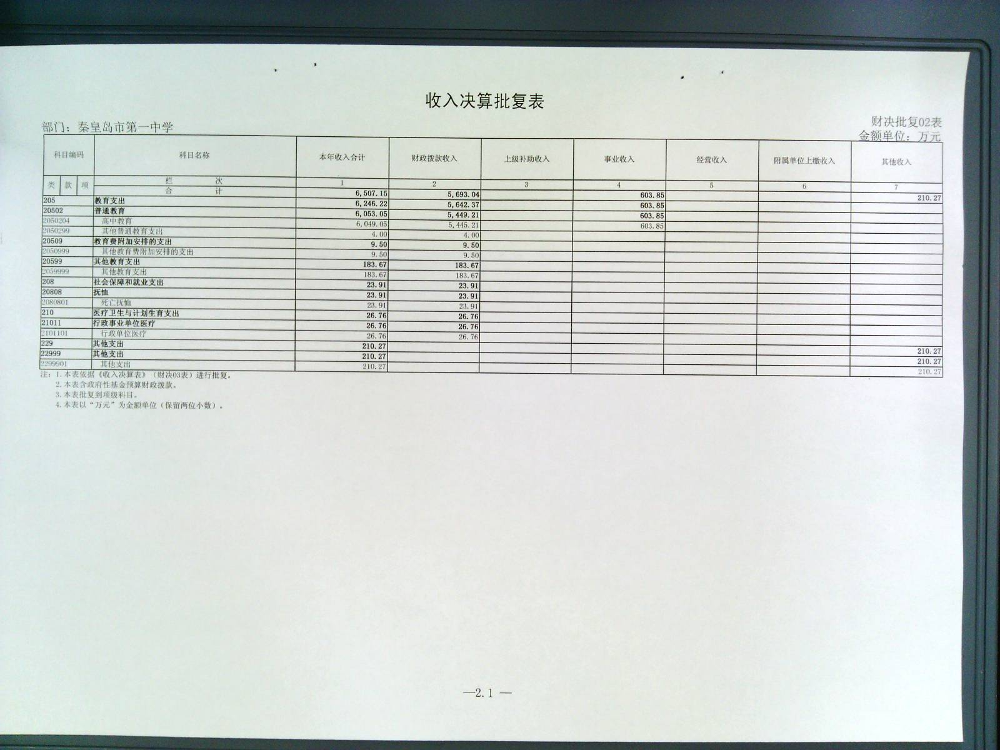 收入决算批复表
财决批复02表
部门：秦皇岛市第一中学
金额单位：万元
科目编码 科目名称 本年收入合计 财政拨款收入 上级补助收入 事业收入 经营收入 附属单位上缴收入 其他收入
类 款 项 栏 次 1 2 3 4 5 6 7
合 计 6,507.15 5,693.04 603.85 210.27
205 教育支出 6,246.22 5,642.37 603.85
20502 普通教育 6,053.05 5,449.21 603.85
2050204 高中教育 6,049.05 5,445.21 603.85
2050299 其他普通教育支出 4.00 4.00
20509 教育费附加安排的支出 9.50 9.50
2050999 其他教育费附加安排的支出 9.50 9.50
20599 其他教育支出 183.67 183.67
2059999 其他教育支出 183.67 183.67
208 社会保障和就业支出 23.91 23.91
20808 抚恤 23.91 23.91
2080801 死亡抚恤 23.91 23.91
210 医疗卫生与计划生育支出 26.76 26.76
21011 行政事业单位医疗 26.76 26.76
2101101 行政单位医疗 26.76 26.76
229 其他支出 210.27 210.27
22999 其他支出 210.27 210.27
2299901 其他支出 210.27 210.27
注：1.本表依据《收入决算表》（财决03表）进行批复。
2.本表含政府性基金预算财政拨款。
3.本表批复到项级科目。
4.本表以“万元”为金额单位（保留两位小数）。
—2.1 —